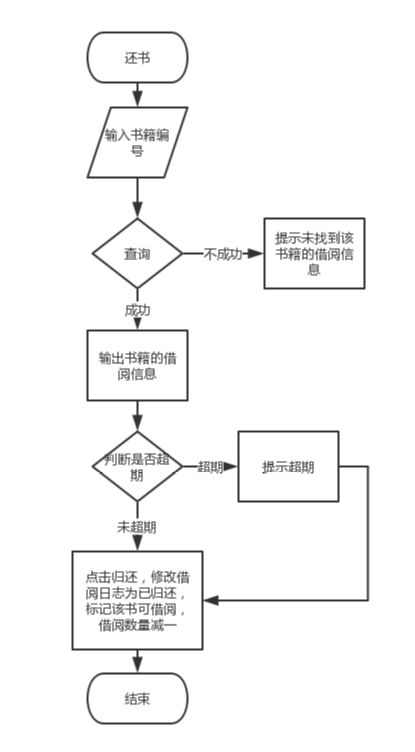 还书
输入书籍编
号
查询
不成功
提示未找到该
书籍的借阅信
息
成功
输出书籍的借
阅信息
判断是否超
期
超期
提示超期
未超期
点击归还，修改借
阅日志为已归还，
标记该书可借阅，
借阅数量减一
结束